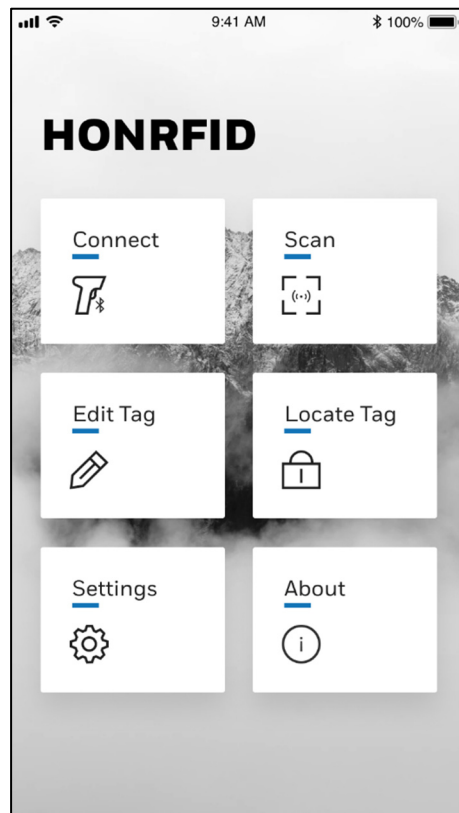 9:41 AM 100%
HONRFID
Connect Scan
Edit Tag Locate Tag
Settings About